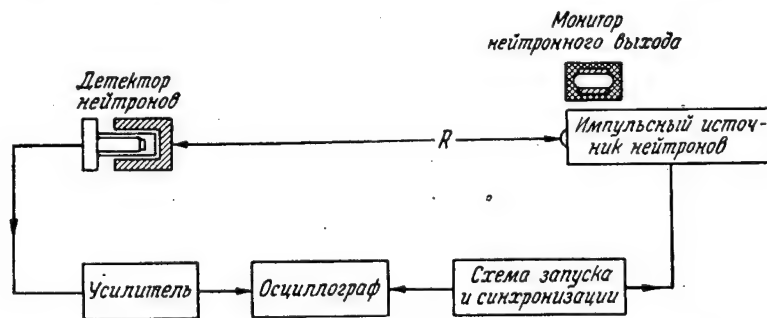 Монитор
нейтронного выхода
Детектор
нейтронов
R
Импульсный источ-
ник нейтронов
Усилитель
Осциллограф
Схема запуска
и синхронизации